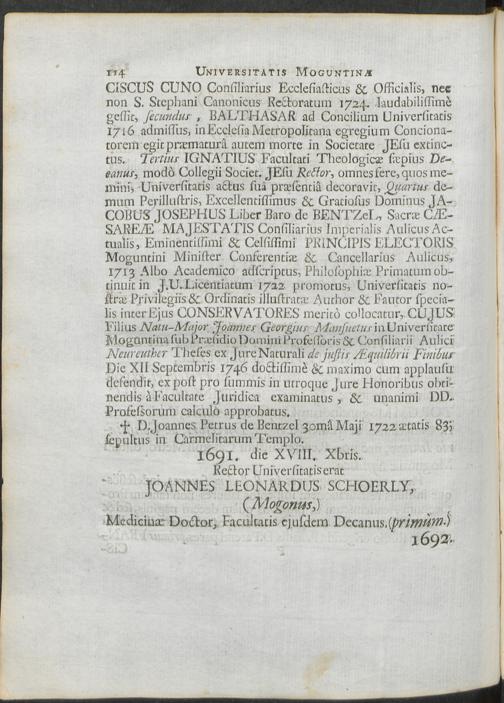 114 UNIVERSITATIS MOGUNTINÆ
CISCUS CUNO Consiliarius Ecclesiasticus & Officialis, nec
non S. Stephani Canonicus Rectoratum 1724. laudabilissimè
gessit, secundus, BALTHASAR ad Concilium Universitatis
1716 admissus, in Ecclesia Metropolitana egregium Conciona-
torem egit præmaturâ autem morte in Societate JEsu extinc-
tus. Tertius IGNATIUS Facultati Theologicæ sæpius De-
canus, modò Collegii Societ. JEsu Rector, omnes fere, quos me-
mini, Universitatis actus suâ præsentiâ decoravit, Quartus de-
mum Perillustris, Excellentissimus & Gratiosus Dominus JA-
COBUS JOSEPHUS Liber Baro de BENTZEL, Sacræ CÆ-
SAREÆ MAJESTATIS Consiliarius Imperialis Aulicus Ac-
tualis, Eminentissimi & Celsissimi PRINCIPIS ELECTORIS
Moguntini Minister Conferentiæ & Cancellarius Aulicus,
1713 Albo Academico adscriptus, Philosophiæ Primatum ob-
tinuit in J.U. Licentiatum 1722 promotus, Universitatis no-
stræ Privilegiis & Ordinatis illustratæ Author & Fautor specia-
lis inter Ejus CONSERVATORES meritò collocatur, CUJUS
Filius Natu-Major Joannes Georgius Mansuetus in Universitate
Moguntina sub Præsidio Domini Professoris & Consiliarii Aulici
Neureuther Theses ex Jure Naturali de justis Æquilibrii Finibus
Die XII Septembris 1746 doctissimè & maximo cum applausu
defendit, ex post pro summis in utroque Jure Honoribus obti-
nendis à Facultate Juridica examinatus, & unanimi DD.
Professorum calculo approbatus.
✝ D. Joannes Petrus de Bentzel 30mâ Maji 1722 ætatis 83;
sepultus in Carmelitarum Templo.
1691. die XVIII. Xbris.
Rector Universitatis erat
JOANNES LEONARDUS SCHOERLY,
(Mogonus,)
Medicinæ Doctor, Facultatis ejusdem Decanus. (primùm.)
1692.